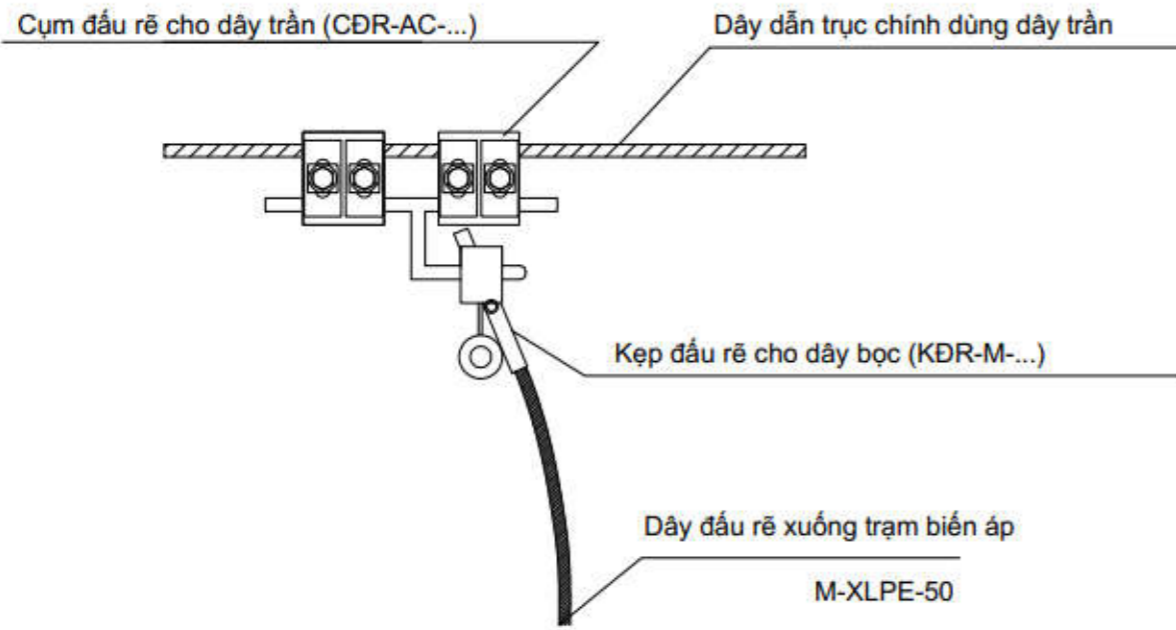 Cụm đấu rẽ cho dây trần (CĐR-AC-...)
Dây dẫn trục chính dùng dây trần
Kẹp đấu rẽ cho dây bọc (KĐR-M-...)
Dây đấu rẽ xuống trạm biến áp
M-XLPE-50